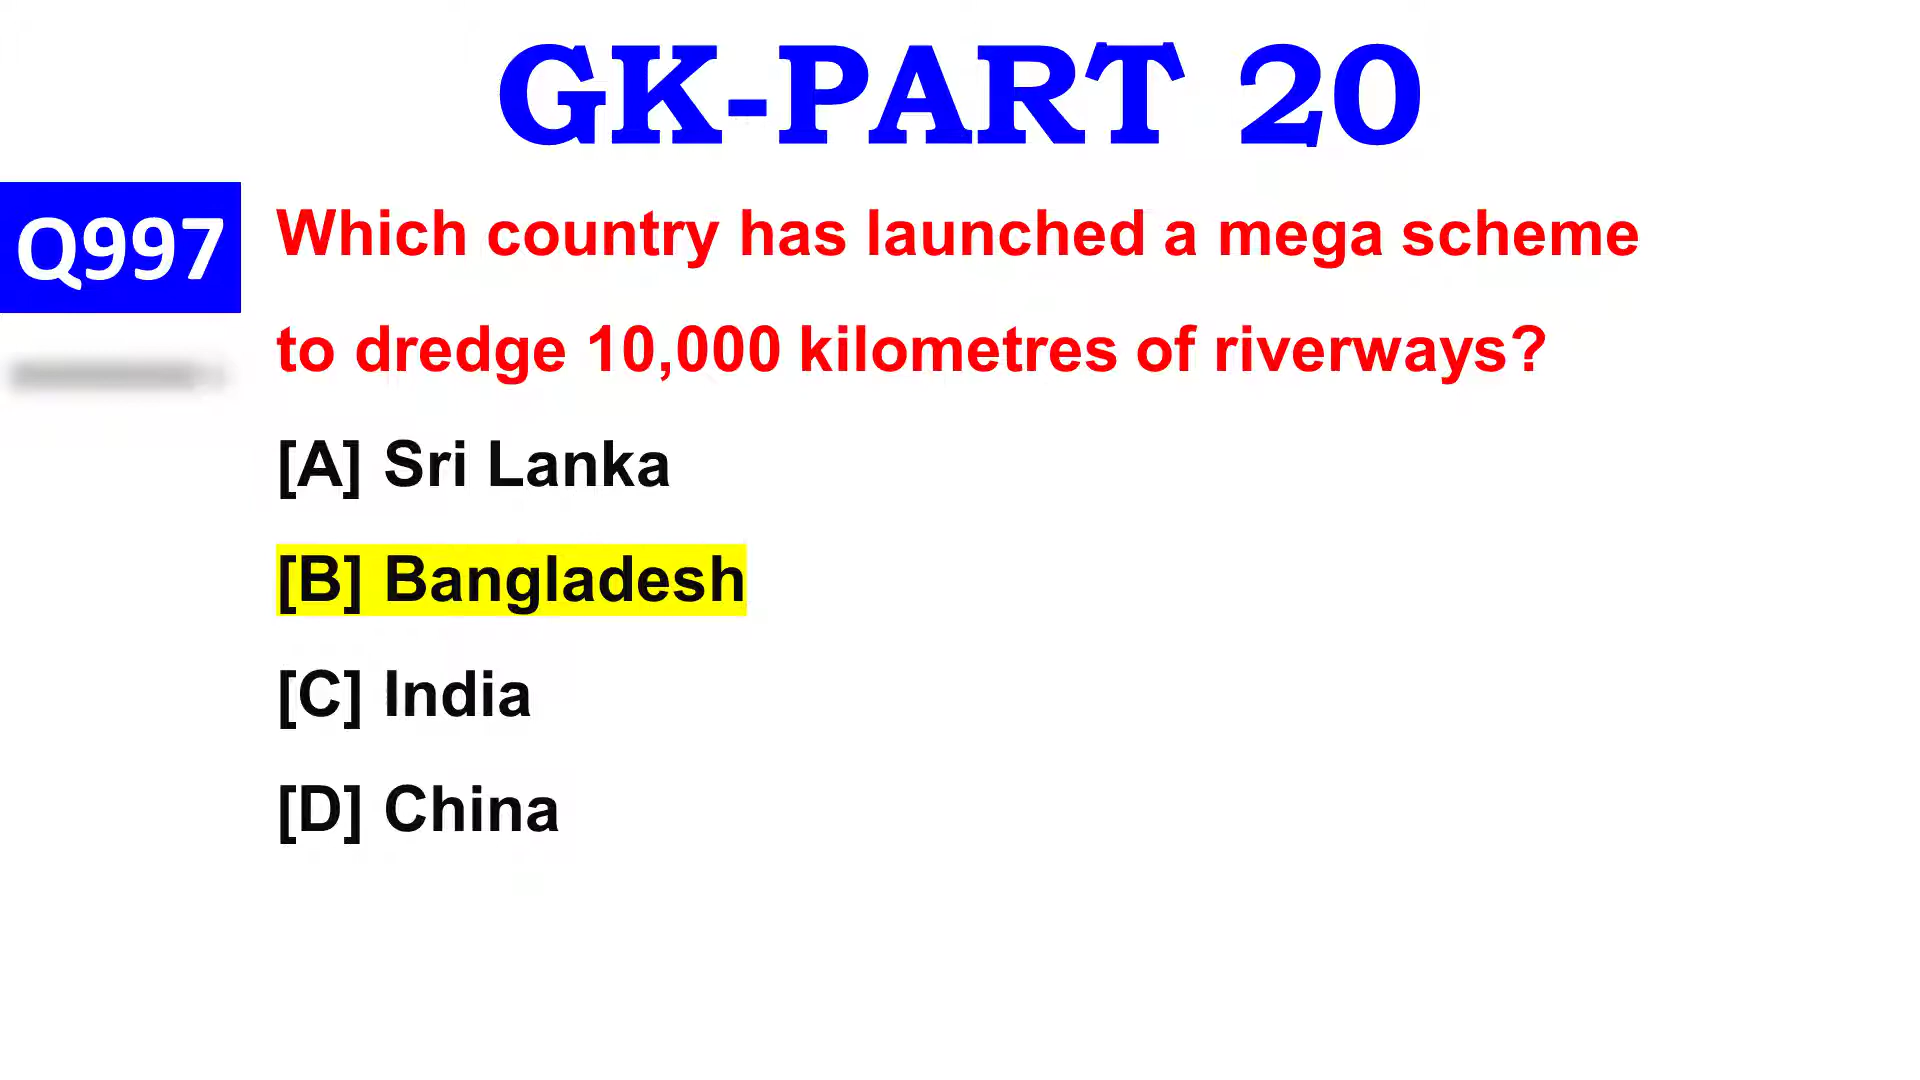 GK-PART 20
Q997
Which country has launched a mega scheme
to dredge 10,000 kilometres of riverways?
[A] Sri Lanka
[B] Bangladesh
[C] India
[D] China